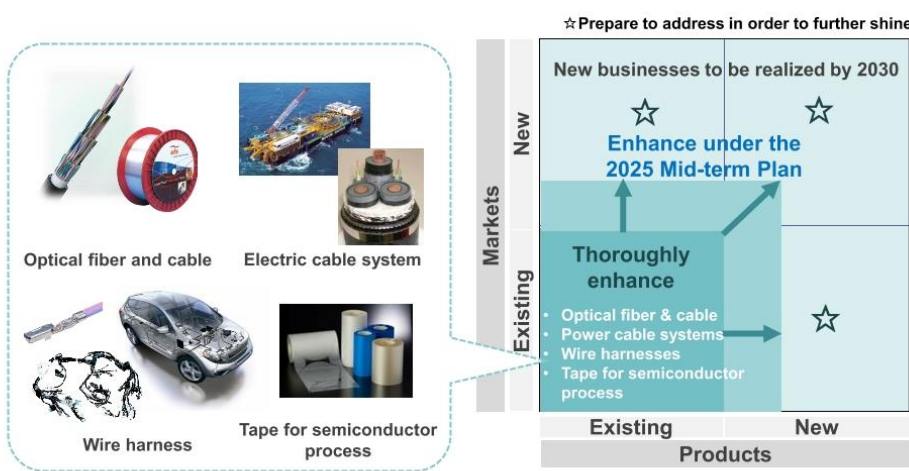 ☆Prepare to address in order to further shine
New businesses to be realized by 2030
☆
☆
Enhance under the
2025 Mid-term Plan
Markets
New
Existing
Thoroughly
enhance
• Optical fiber & cable
• Power cable systems
• Wire harnesses
• Tape for semiconductor
process
☆
Existing
New
Products
Optical fiber and cable
Electric cable system
Wire harness
Tape for semiconductor
process